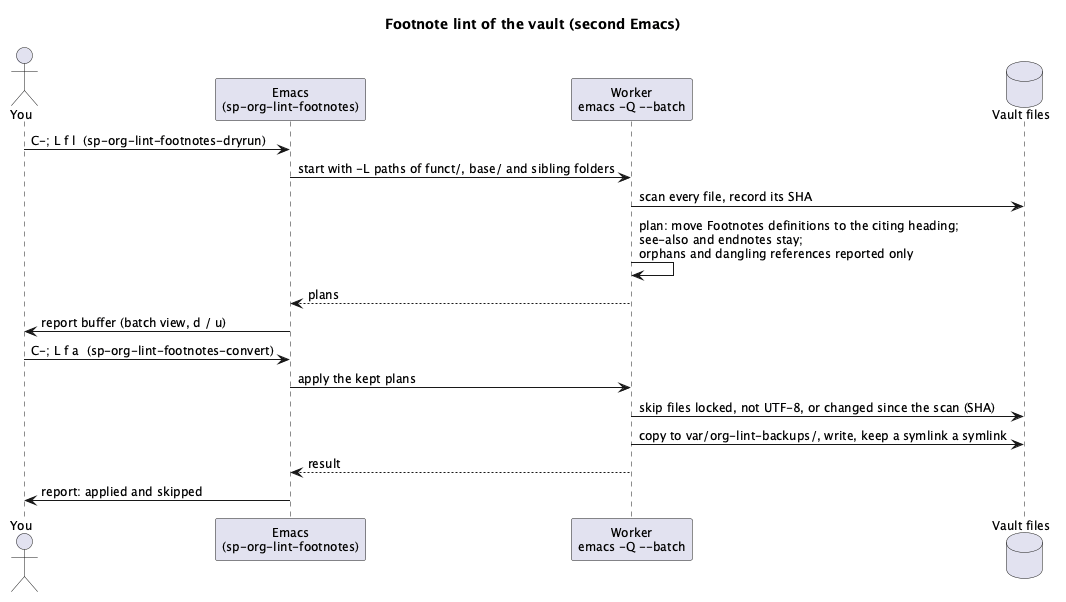 Footnote lint of the vault (second Emacs)
You
Emacs
(sp-org-lint-footnotes)
Worker
emacs -Q --batch
Vault files
C-; L f l  (sp-org-lint-footnotes-dryrun)
start with -L paths of funct/, base/ and sibling folders
scan every file, record its SHA
plan: move Footnotes definitions to the citing heading;
see-also and endnotes stay;
orphans and dangling references reported only
plans
report buffer (batch view, d / u)
C-; L f a  (sp-org-lint-footnotes-convert)
apply the kept plans
skip files locked, not UTF-8, or changed since the scan (SHA)
copy to var/org-lint-backups/, write, keep a symlink a symlink
result
report: applied and skipped
You
Emacs
(sp-org-lint-footnotes)
Worker
emacs -Q --batch
Vault files